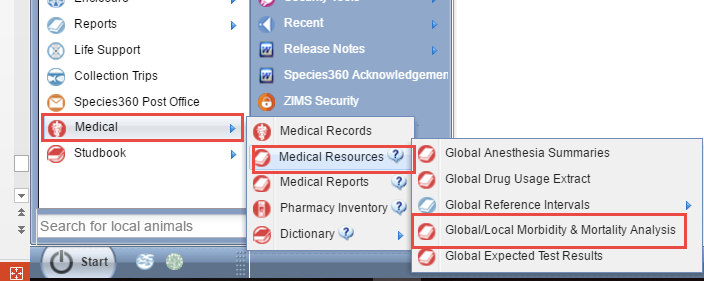 Enclosure
Reports
Life Support
Collection Trips
Species360 Post Office
Medical
Studbook
Search for local animals
Start
Security Tools
Recent
Release Notes
Species360 Acknowledgemen
ZIMS Security
Medical Records
Medical Resources
Medical Reports
Pharmacy Inventory
Dictionary
Global Anesthesia Summaries
Global Drug Usage Extract
Global Reference Intervals
Global/Local Morbidity & Mortality Analysis
Global Expected Test Results